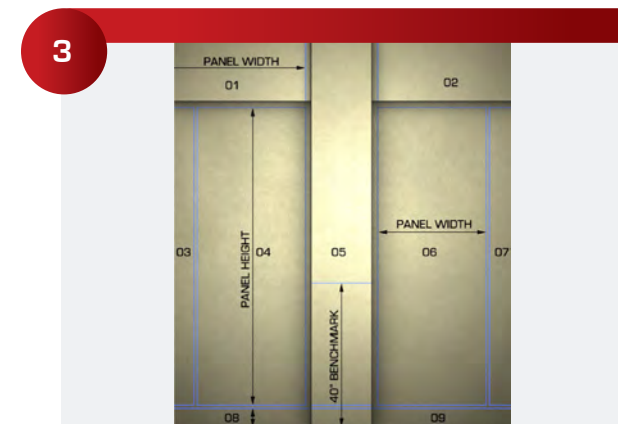 3
PANEL WIDTH
01
02
PANEL WIDTH
03
PANEL HEIGHT
04
05
06
07
40" BENCHMARK
08
09